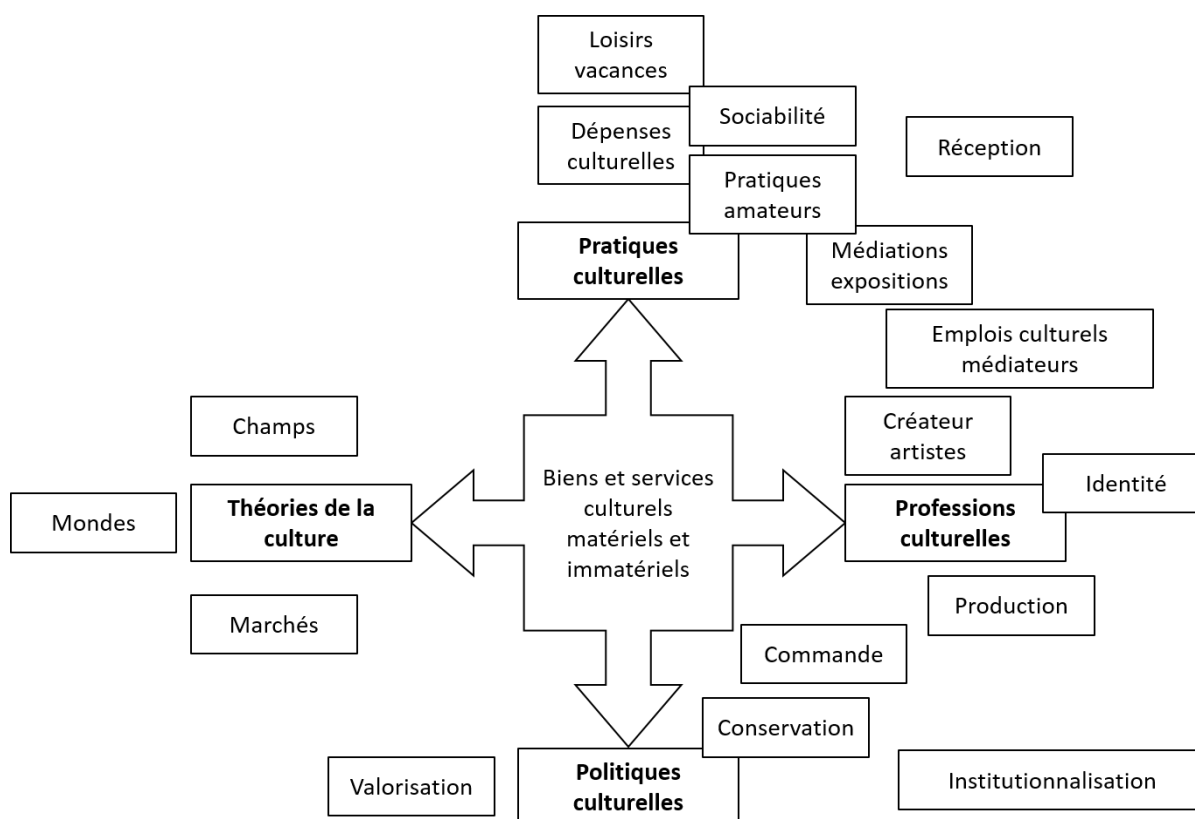 Loisirs
vacances
Sociabilité
Dépenses
culturelles
Réception
Pratiques
amateurs
Pratiques
culturelles
Médiations
expositions
Emplois culturels
médiateurs
Champs
Créateur
artistes
Biens et services
culturels
matériels et
immatériels
Mondes
Théories de la
culture
Professions
culturelles
Identité
Marchés
Production
Commande
Conservation
Valorisation
Politiques
culturelles
Institutionnalisation